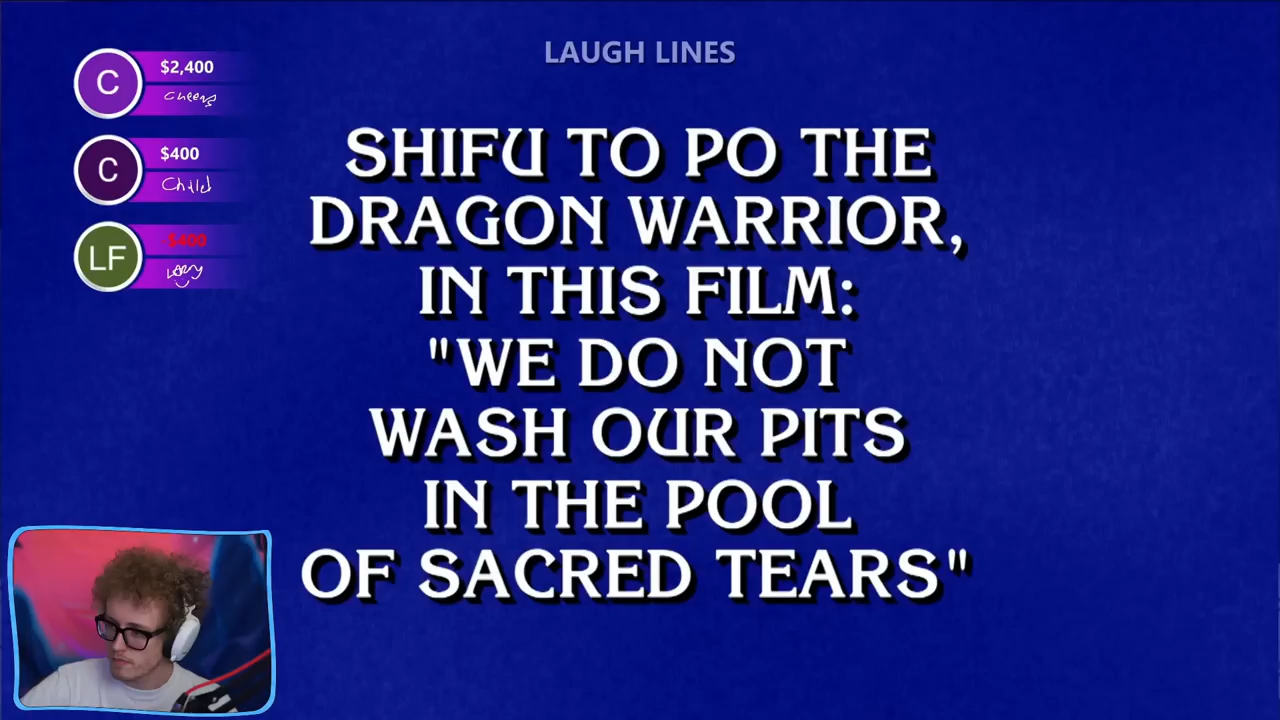 LAUGH LINES
C
$2,400
Cheers
C
$400
Child
LF
-$400
SHIFU TO PO THE
DRAGON WARRIOR,
IN THIS FILM:
"WE DO NOT
WASH OUR PITS
IN THE POOL
OF SACRED TEARS"